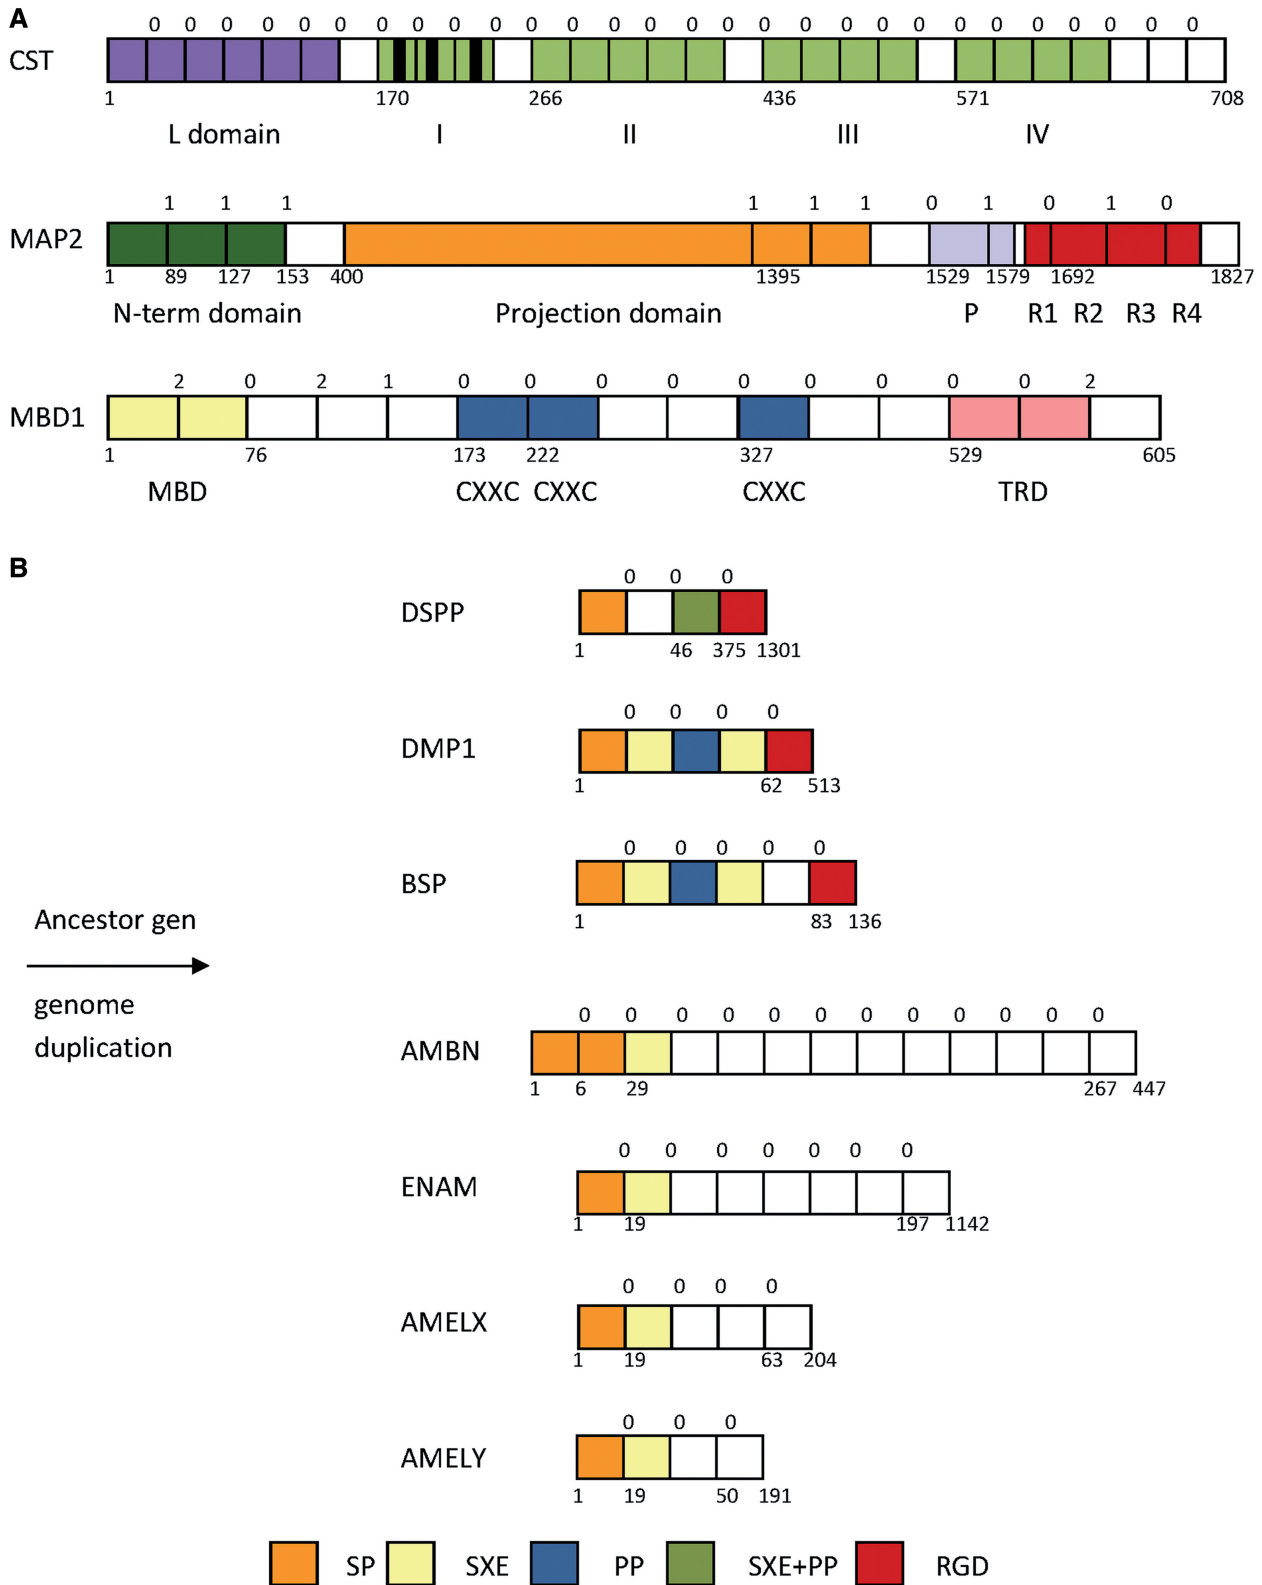 A
0 0 0 0 0 0 0 0 0 0 0 0 0 0 0 0 0 0 0 0 0 0 0 0 0 0 0 0
CST
1 170 266 436 571 708
L domain I II III IV
1 1 1 1 1 1 0 1 0 1 0
MAP2
1 89 127 153 400 1395 1529 1579 1692 1827
N-term domain Projection domain P R1 R2 R3 R4
2 0 2 1 0 0 0 0 0 0 0 0 0 2
MBD1
1 76 173 222 327 529 605
MBD CXXC CXXC CXXC TRD
B
0 0 0
DSPP
1 46 375 1301
0 0 0 0
DMP1
1 62 513
0 0 0 0 0
BSP
1 83 136
Ancestor gen
genome
duplication
0 0 0 0 0 0 0 0 0 0 0 0
AMBN
1 6 29 267 447
0 0 0 0 0 0 0
ENAM
1 19 197 1142
0 0 0 0
AMELX
1 19 63 204
0 0 0
AMELY
1 19 50 191
SP SXE PP SXE+PP RGD